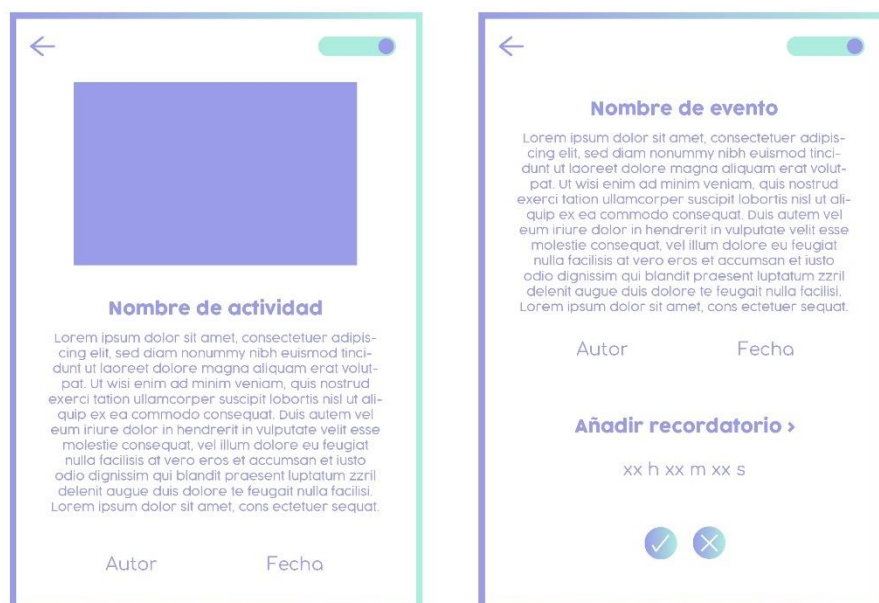 Nombre de actividad
Lorem ipsum dolor sit amet, consectetuer adipis-
cing elit, sed diam nonummy nibh euismod tinci-
dunt ut laoreet dolore magna aliquam erat volut-
pat. Ut wisi enim ad minim veniam, quis nostrud
exerci tation ullamcorper suscipit lobortis nisl ut ali-
quip ex ea commodo consequat. Duis autem vel
eum iriure dolor in hendrerit in vulputate velit esse
molestie consequat, vel illum dolore eu feugiat
nulla facilisis at vero eros et accumsan et iusto
odio dignissim qui blandit praesent luptatum zzril
delenit augue duis dolore te feugait nulla facilisi.
Lorem ipsum dolor sit amet, cons ectetuer sequat.
Autor Fecha
Nombre de evento
Lorem ipsum dolor sit amet, consectetuer adipis-
cing elit, sed diam nonummy nibh euismod tinci-
dunt ut laoreet dolore magna aliquam erat volut-
pat. Ut wisi enim ad minim veniam, quis nostrud
exerci tation ullamcorper suscipit lobortis nisl ut ali-
quip ex ea commodo consequat. Duis autem vel
eum iriure dolor in hendrerit in vulputate velit esse
molestie consequat, vel illum dolore eu feugiat
nulla facilisis at vero eros et accumsan et iusto
odio dignissim qui blandit praesent luptatum zzril
delenit augue duis dolore te feugait nulla facilisi.
Lorem ipsum dolor sit amet, cons ectetuer sequat.
Autor Fecha
Añadir recordatorio ›
xx h xx m xx s